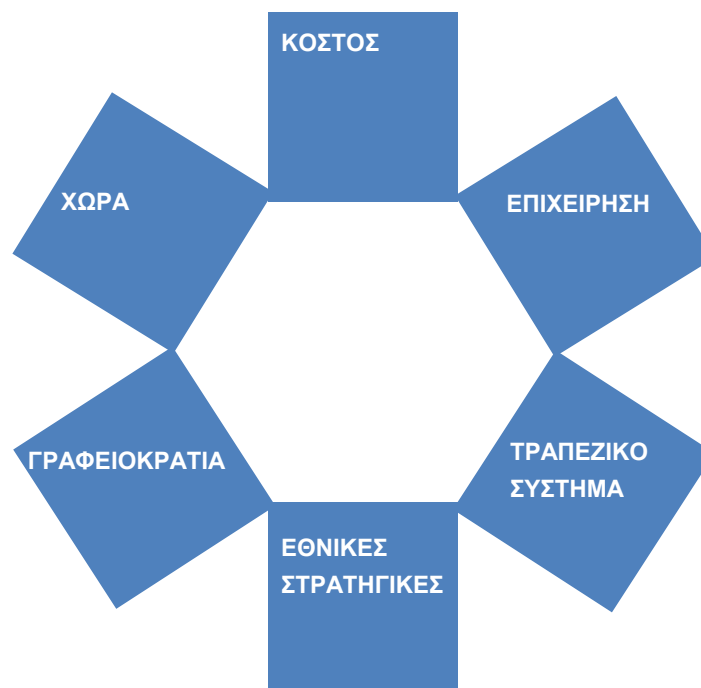 ΚΟΣΤΟΣ
ΧΩΡΑ
ΕΠΙΧΕΙΡΗΣΗ
ΓΡΑΦΕΙΟΚΡΑΤΙΑ
ΤΡΑΠΕΖΙΚΟ
ΣΥΣΤΗΜΑ
ΕΘΝΙΚΕΣ
ΣΤΡΑΤΗΓΙΚΕΣ